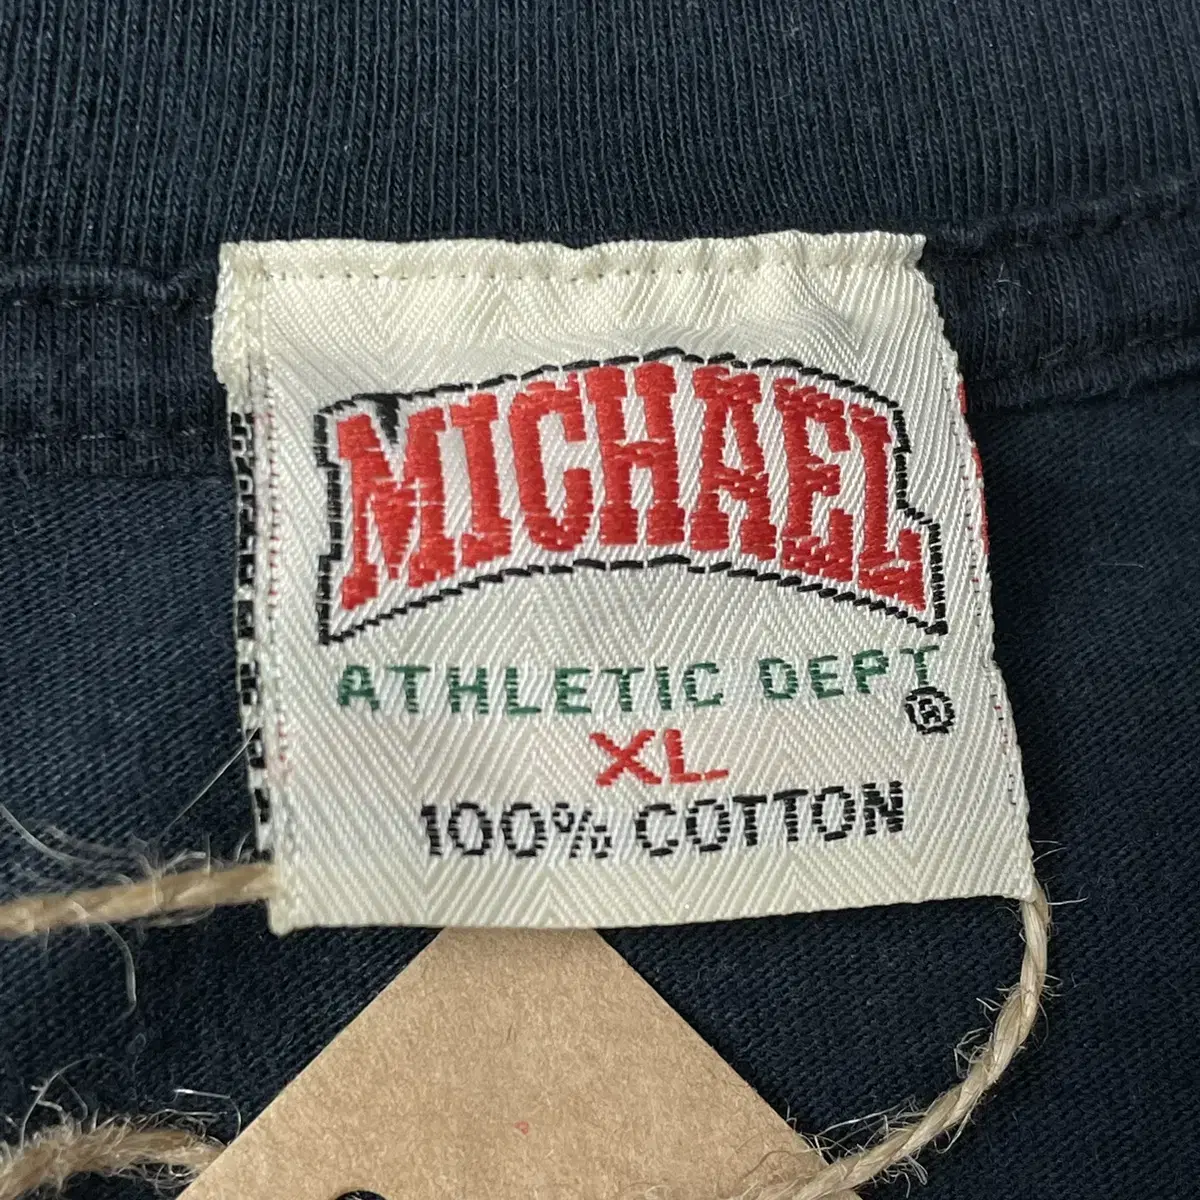 MICHAEL
ATHLETIC DEPT
®
XL
100% COTTON